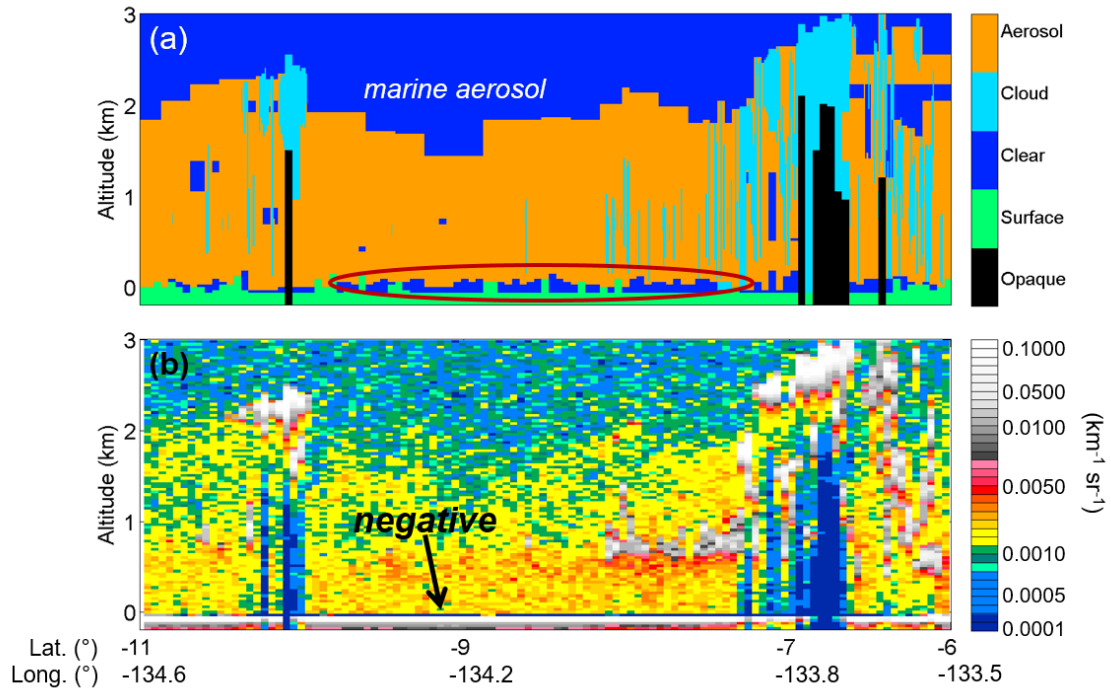 (a)
marine aerosol
3
2
1
0
Altitude (km)
Aerosol
Cloud
Clear
Surface
Opaque
(b)
negative
3
2
1
0
Altitude (km)
0.1000
0.0500
0.0100
0.0050
0.0010
0.0005
0.0001
(km-1 sr-1)
Lat. (°) -11 -9 -7 -6
Long. (°) -134.6 -134.2 -133.8 -133.5